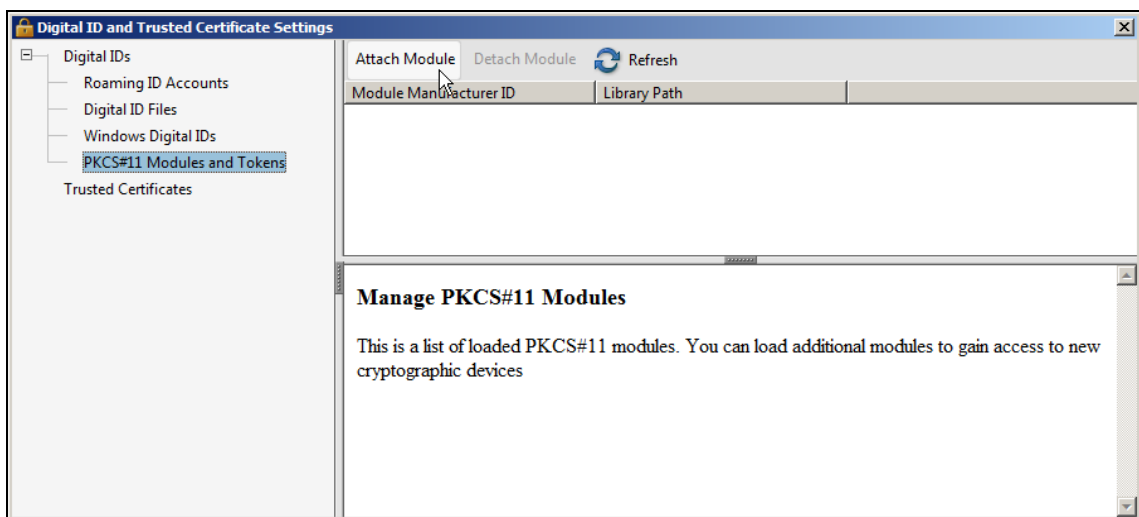 Digital ID and Trusted Certificate Settings
Digital IDs
Roaming ID Accounts
Digital ID Files
Windows Digital IDs
PKCS#11 Modules and Tokens
Trusted Certificates
Attach Module Detach Module Refresh
Module Manufacturer ID Library Path
Manage PKCS#11 Modules
This is a list of loaded PKCS#11 modules. You can load additional modules to gain access to new
cryptographic devices